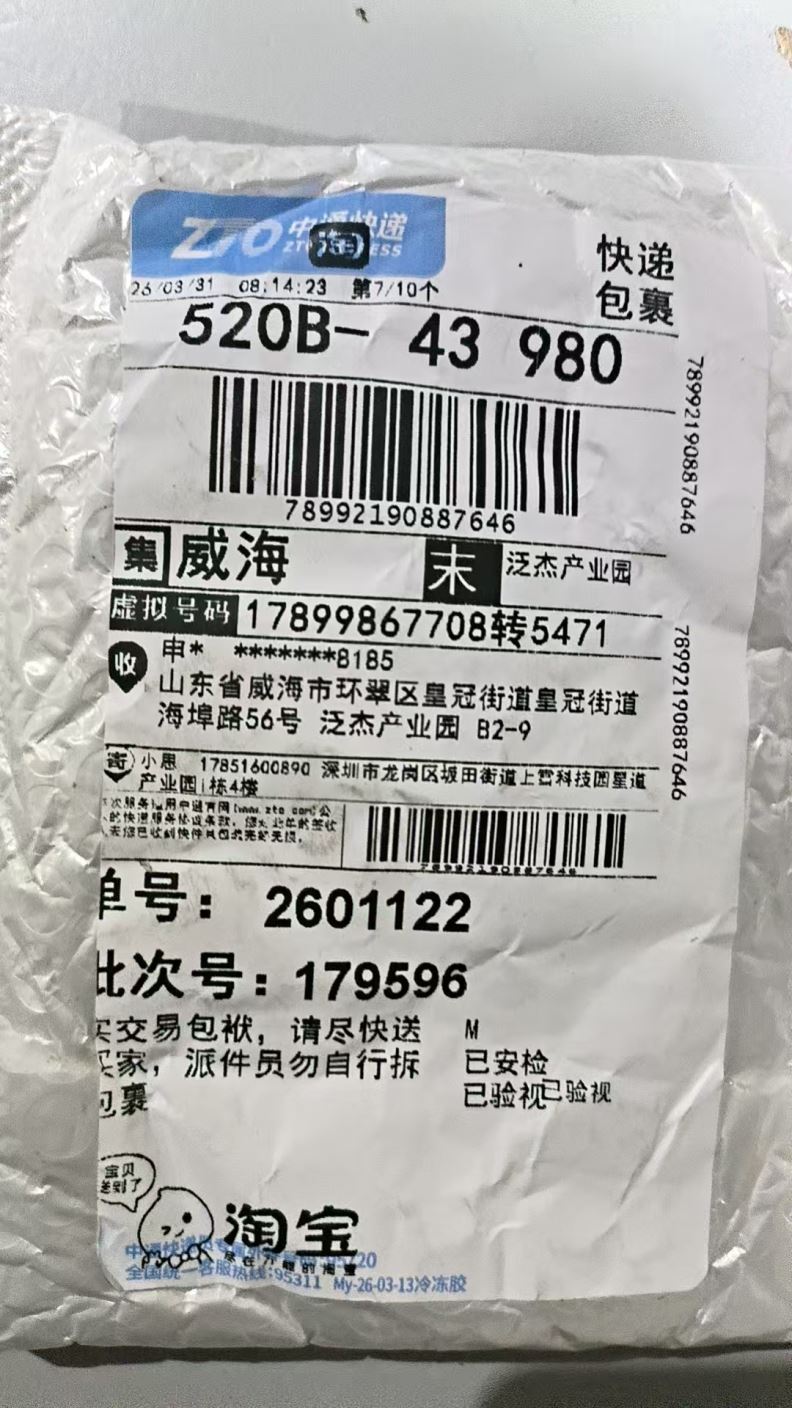 ZTO 中通快递
淘
快递
包裹
26/03/31 08:14:23 第7/10个
520B- 43 980
78992190887646
78992190887646
集 威海 末 泛杰产业园
虚拟号码 17899867708转5471
收 申* *******8185
山东省威海市环翠区皇冠街道皇冠街道
海埠路56号 泛杰产业园 B2-9
78992190887646
寄 小思 17851600890 深圳市龙岗区坂田街道上雪科技园星道
产业园1栋4楼
78992190887646
单号: 2601122
批次号: 179596
交易包袱, 请尽快送 M
买家, 派件员勿自行拆 已安检
包裹 已验视已验视
宝贝
送到了
淘宝
全国统一客服热线:95311 My-26-03-13冷冻胶